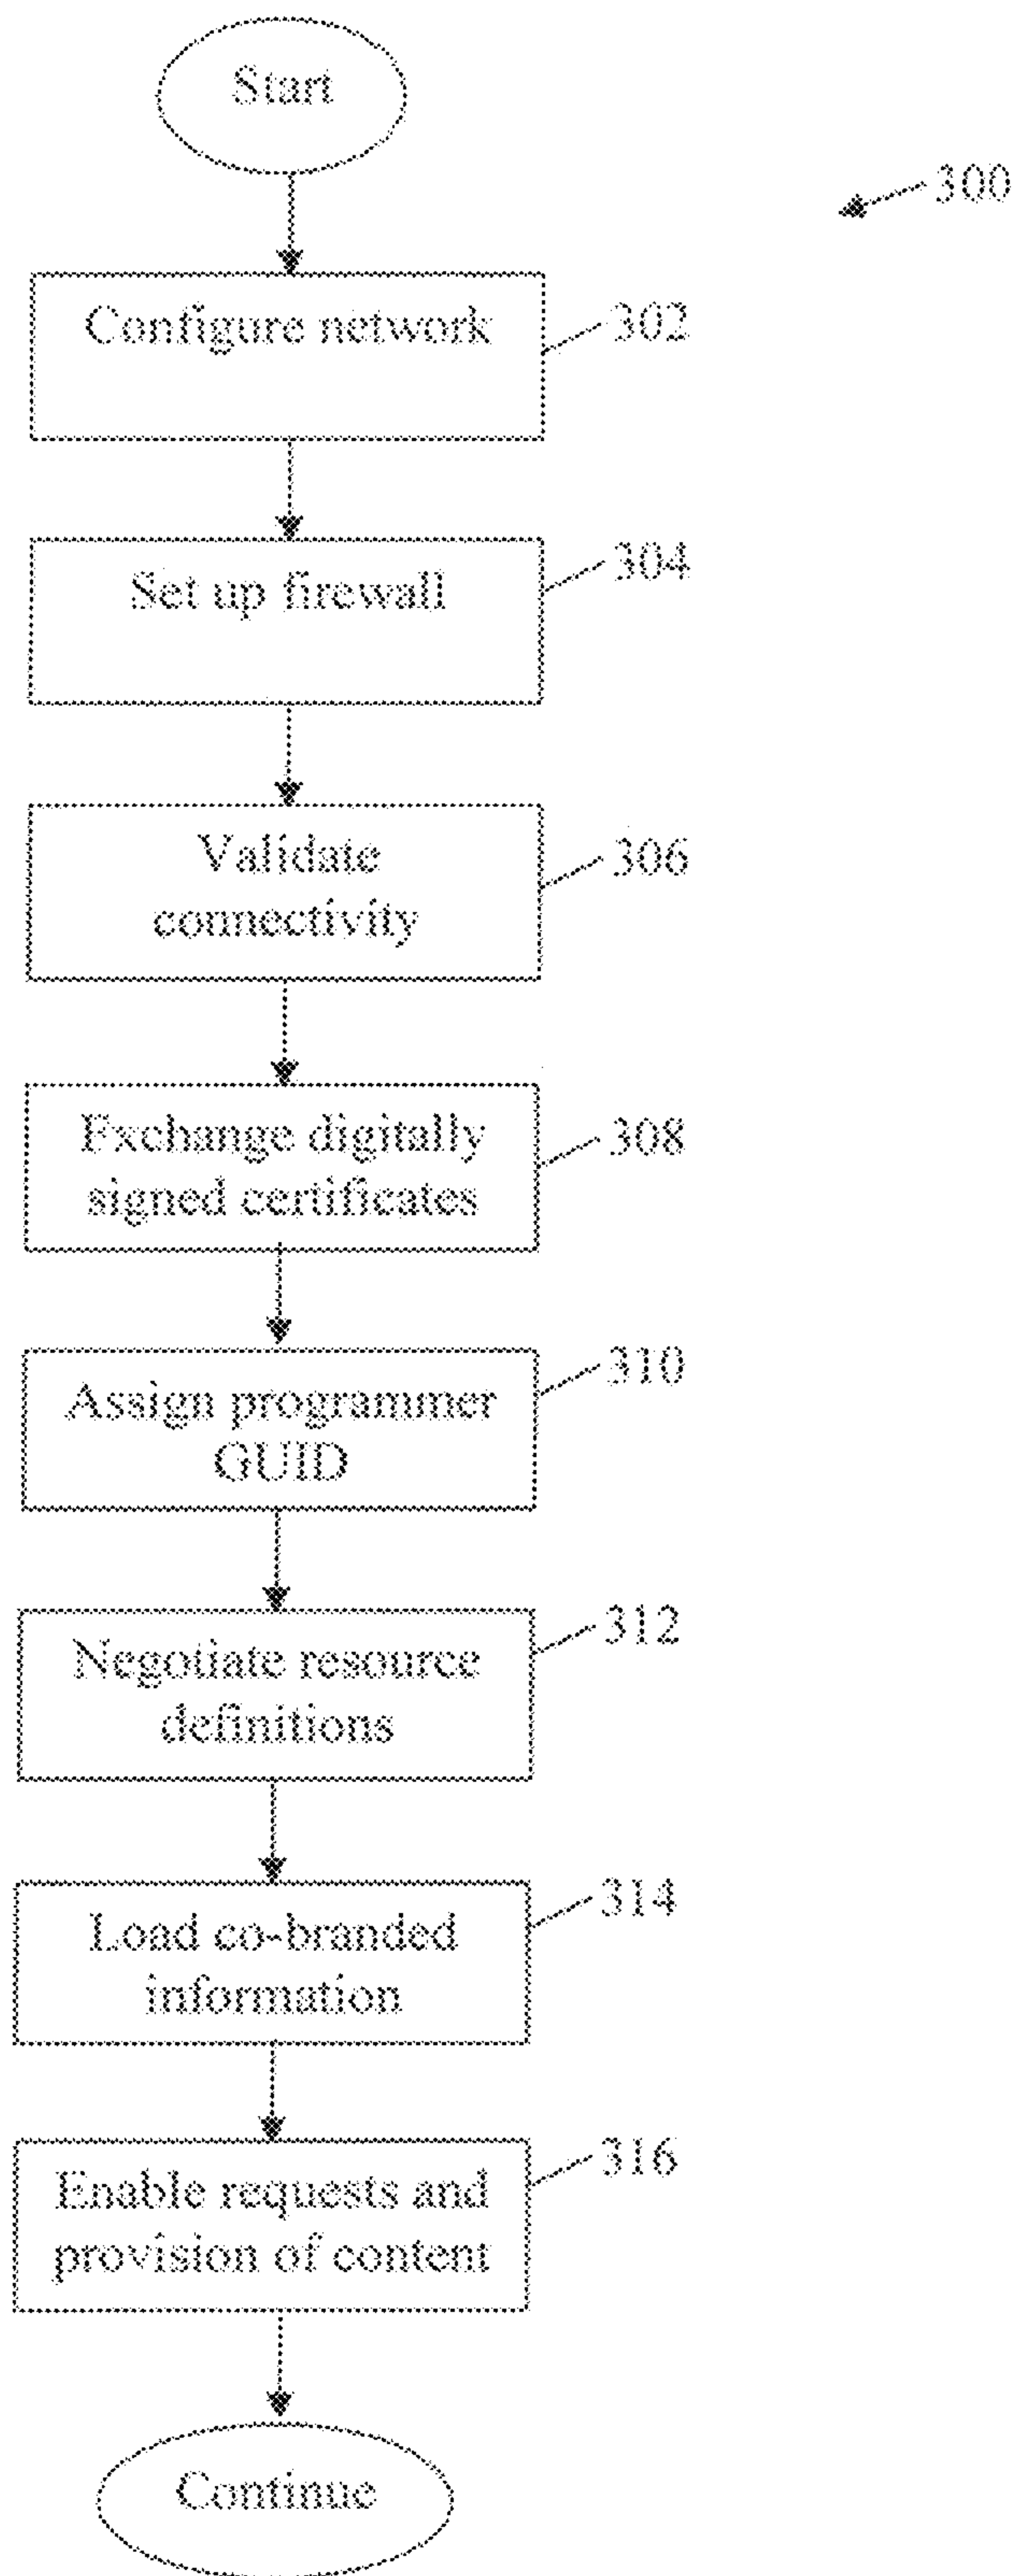 Start
300
Configure network
302
Set up firewall
304
Validate
connectivity
306
Exchange digitally
signed certificates
308
Assign programmer
GUID
310
Negotiate resource
definitions
312
Load co-branded
information
314
Enable requests and
provision of content
316
Continue